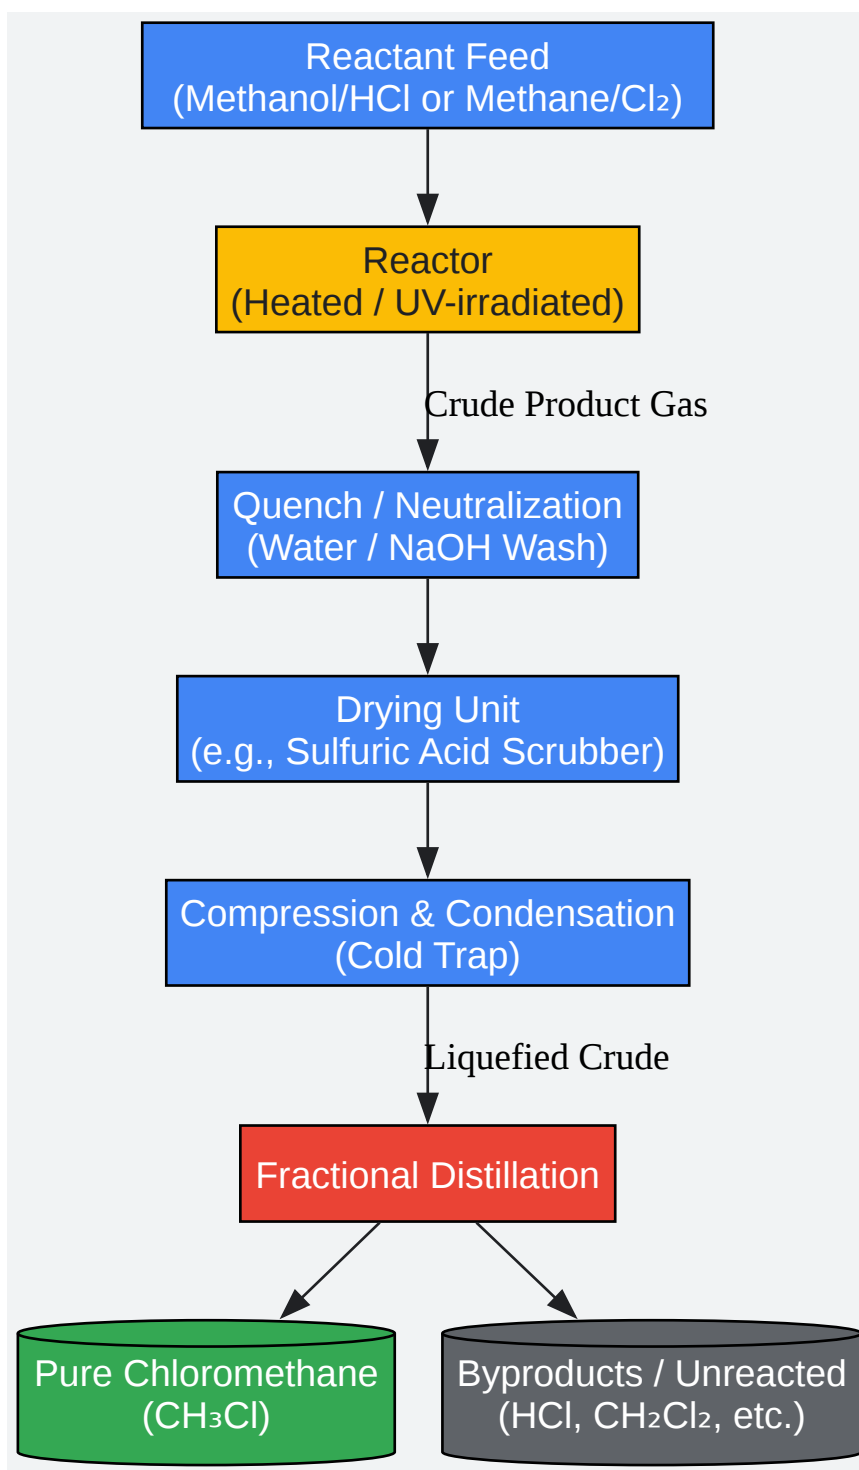 Reactant Feed
(Methanol/HCl or Methane/Cl₂)
Reactor
(Heated / UV-irradiated)
Crude Product Gas
Quench / Neutralization
(Water / NaOH Wash)
Drying Unit
(e.g., Sulfuric Acid Scrubber)
Compression & Condensation
(Cold Trap)
Liquefied Crude
Fractional Distillation
Pure Chloromethane
(CH₃Cl)
Byproducts / Unreacted
(HCl, CH₂Cl₂, etc.)